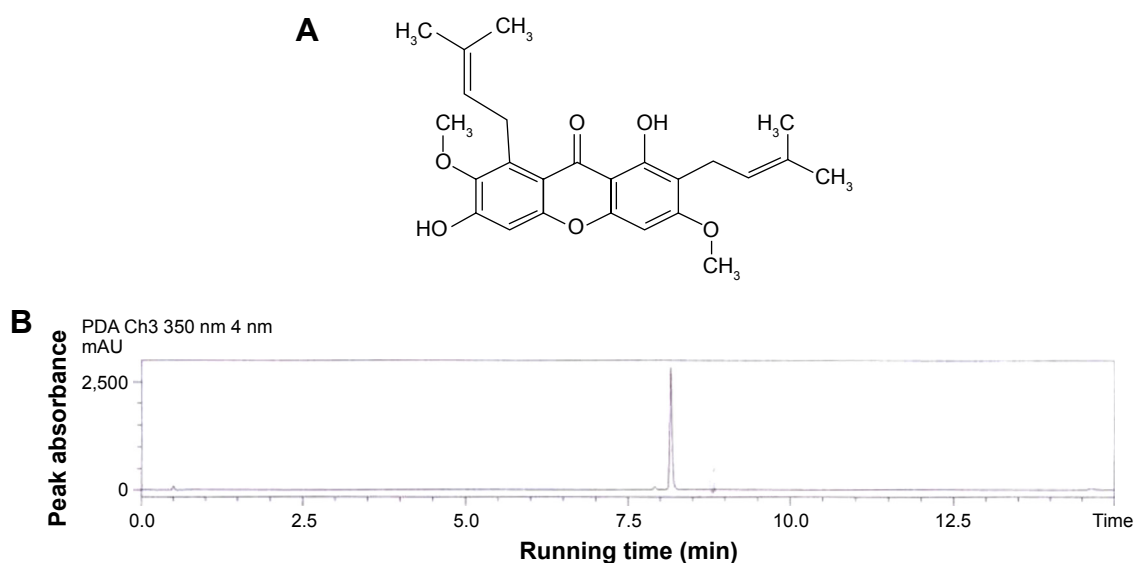 A
H3C
CH3
CH3
O
OH
H3C
O
CH3
HO
O
O
CH3
B
PDA Ch3 350 nm 4 nm
mAU
Peak absorbance
2,500
0
0.0 2.5 5.0 7.5 10.0 12.5 Time
Running time (min)